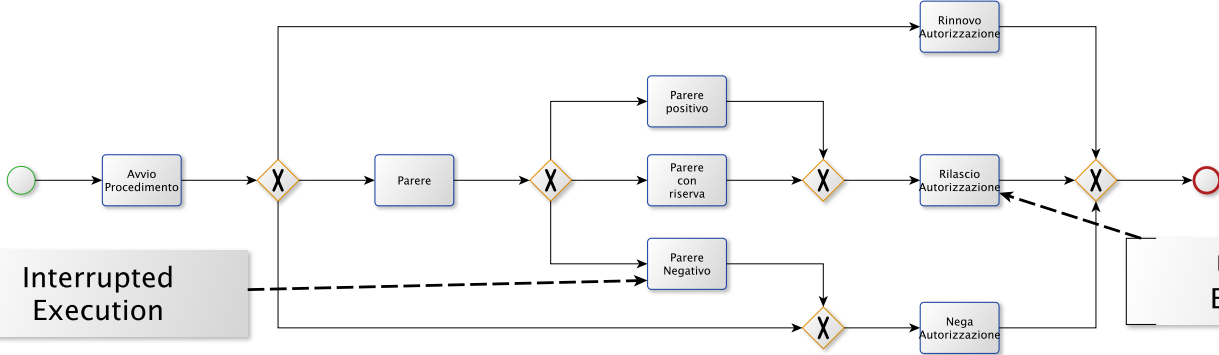 Rinnovo
Autorizzazione
Parere
positivo
Avvio
Procedimento
X
Parere
X
Parere
con
riserva
X
Rilascio
Autorizzazione
X
Parere
Negativo
Interrupted
Execution
X
Nega
Autorizzazione